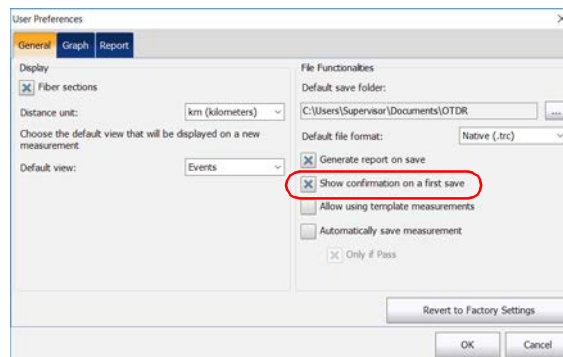 User Preferences
General Graph Report
Display
Fiber sections
Distance unit: km (kilometers)
Choose the default view that will be displayed on a new
measurement
Default view: Events
File Functionalities
Default save folder:
C:\Users\Supervisor\Documents\OTDR ...
Default file format: Native (.trc)
Generate report on save
Show confirmation on a first save
Allow using template measurements
Automatically save measurement
Only if Pass
Revert to Factory Settings
OK Cancel